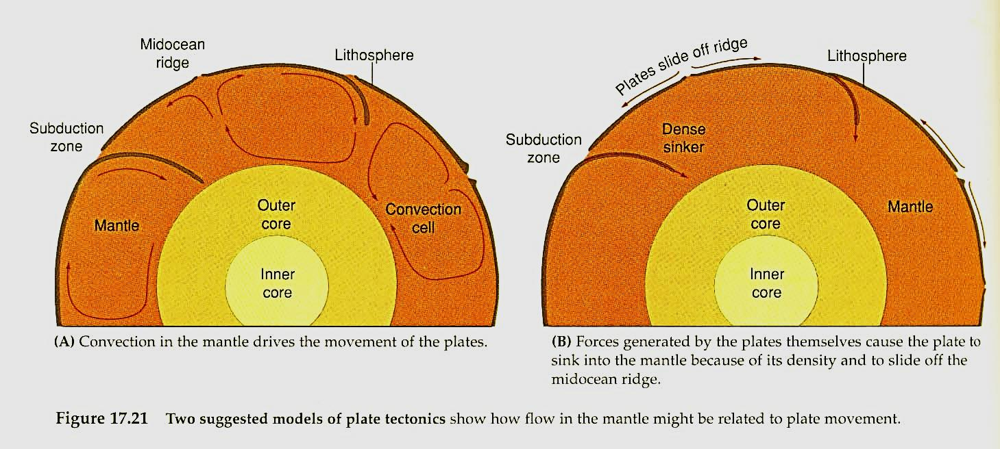 Midocean
ridge
Lithosphere
Subduction
zone
Mantle
Outer
core
Inner
core
Convection
cell
(A) Convection in the mantle drives the movement of the plates.
Plates slide off ridge
Lithosphere
Subduction
zone
Dense
sinker
Outer
core
Inner
core
Mantle
(B) Forces generated by the plates themselves cause the plate to
sink into the mantle because of its density and to slide off the
midocean ridge.
Figure 17.21 Two suggested models of plate tectonics show how flow in the mantle might be related to plate movement.